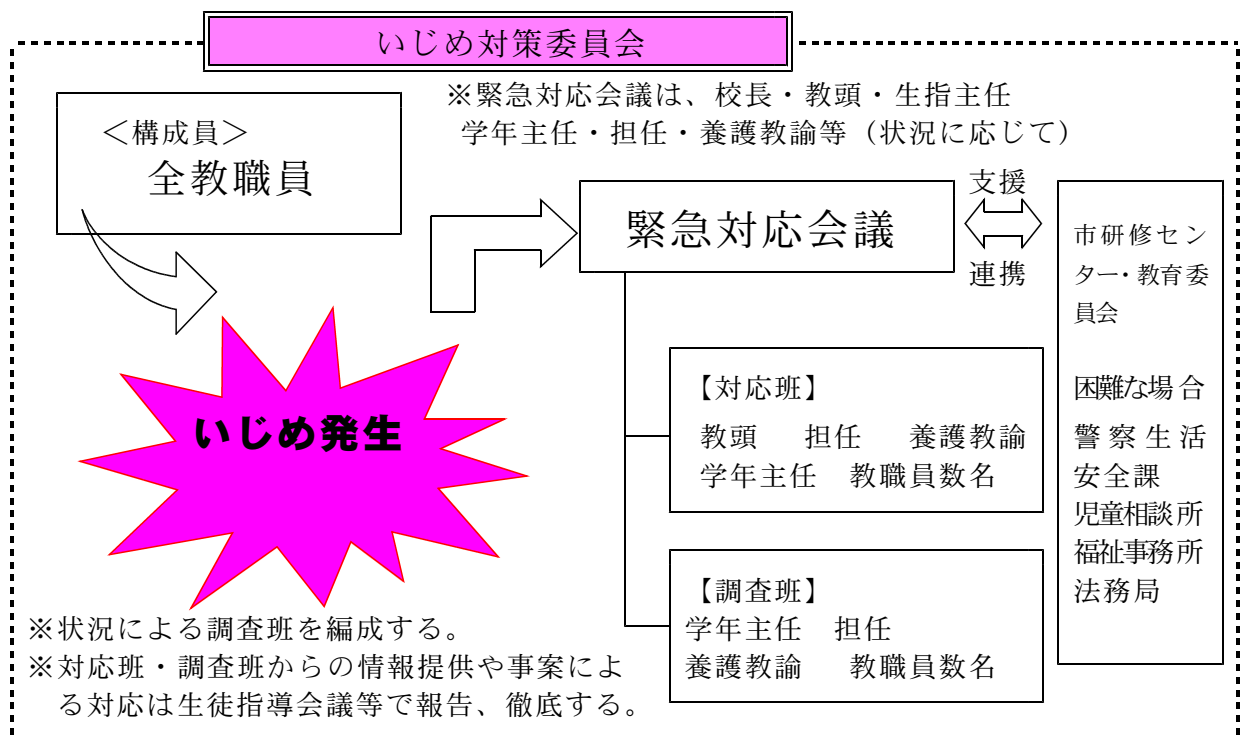 いじめ対策委員会
※緊急対応会議は、校長・教頭・生指主任
学年主任・担任・養護教諭等（状況に応じて）
＜構成員＞
全教職員
緊急対応会議
支援
連携
市研修セン
ター・教育委
員会
困難な場合
警察生活
安全課
児童相談所
福祉事務所
法務局
いじめ発生
【対応班】
教頭　担任　養護教諭
学年主任　教職員数名
【調査班】
学年主任　担任
養護教諭　教職員数名
※状況による調査班を編成する。
※対応班・調査班からの情報提供や事案によ
る対応は生徒指導会議等で報告、徹底する。